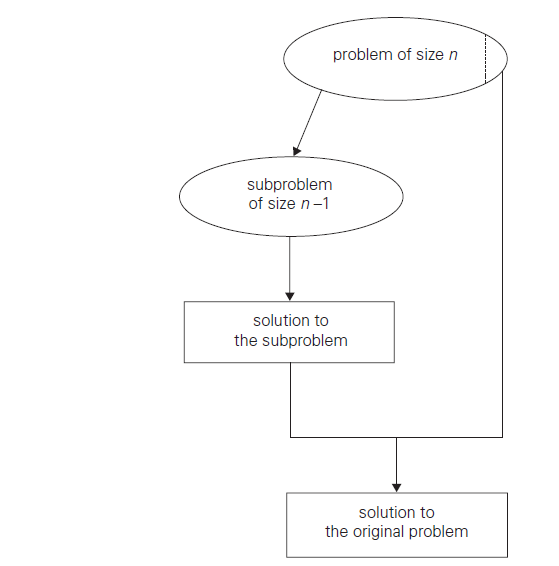 problem of size n
subproblem
of size n–1
solution to
the subproblem
solution to
the original problem